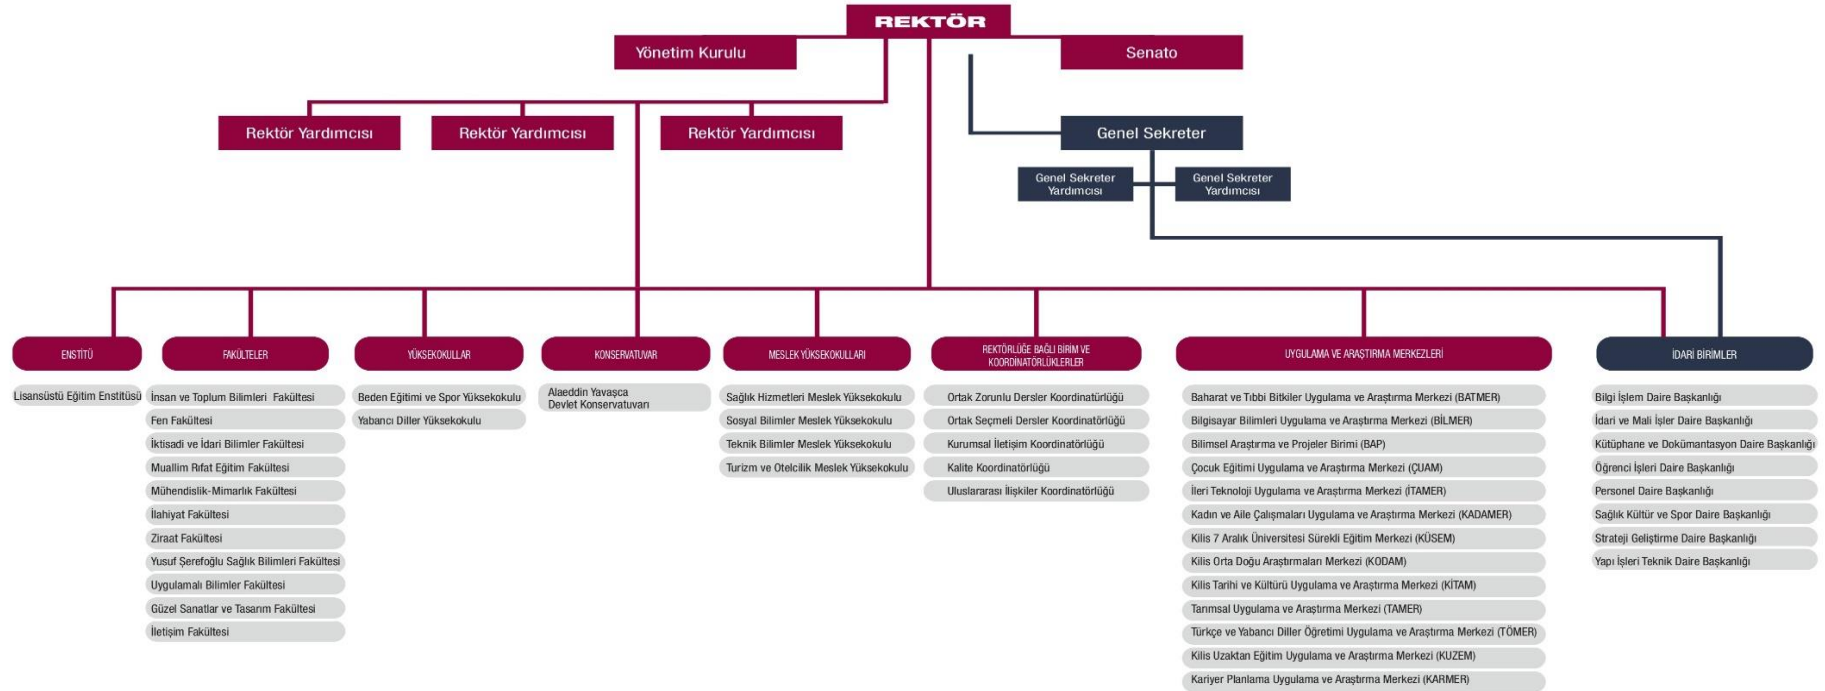 REKTÖR
Yönetim Kurulu
Senato
Rektör Yardımcısı
Rektör Yardımcısı
Rektör Yardımcısı
Genel Sekreter
Genel Sekreter
Yardımcısı
Genel Sekreter
Yardımcısı
ENSTİTÜ
Lisansüstü Eğitim Enstitüsü
FAKÜLTELER
İnsan ve Toplum Bilimleri Fakültesi
Fen Fakültesi
İktisadi ve İdari Bilimler Fakültesi
Muallim Rıfat Eğitim Fakültesi
Mühendislik-Mimarlık Fakültesi
İlahiyat Fakültesi
Ziraat Fakültesi
Yusuf Şerefoğlu Sağlık Bilimleri Fakültesi
Uygulamalı Bilimler Fakültesi
Güzel Sanatlar ve Tasarım Fakültesi
İletişim Fakültesi
YÜKSEKOKULLAR
Beden Eğitimi ve Spor Yüksekokulu
Yabancı Diller Yüksekokulu
KONSERVATUVAR
Alaeddin Yavaşca
Devlet Konservatuvarı
MESLEK YÜKSEKOKULLARI
Sağlık Hizmetleri Meslek Yüksekokulu
Sosyal Bilimler Meslek Yüksekokulu
Teknik Bilimler Meslek Yüksekokulu
Turizm ve Otelcilik Meslek Yüksekokulu
REKTÖRLÜĞE BAĞLI BİRİM VE
KOORDİNATÖRLÜKLERLER
Ortak Zorunlu Dersler Koordinatürlüğü
Ortak Seçmeli Dersler Koordinatörlüğü
Kurumsal İletişim Koordinatörlüğü
Kalite Koordinatörlüğü
Uluslararası İlişkiler Koordinatörlüğü
UYGULAMA VE ARAŞTIRMA MERKEZLERİ
Baharat ve Tıbbi Bitkiler Uygulama ve Araştırma Merkezi (BATMER)
Bilgisayar Bilimleri Uygulama ve Araştırma Merkezi (BİLMER)
Bilimsel Araştırma ve Projeler Birimi (BAP)
Çocuk Eğitimi Uygulama ve Araştırma Merkezi (ÇUAM)
İleri Teknoloji Uygulama ve Araştırma Merkezi (İTAMER)
Kadın ve Aile Çalışmaları Uygulama ve Araştırma Merkezi (KADAMER)
Kilis 7 Aralık Üniversitesi Sürekli Eğitim Merkezi (KÜSEM)
Kilis Orta Doğu Araştırmaları Merkezi (KODAM)
Kilis Tarihi ve Kültürü Uygulama ve Araştırma Merkezi (KİTAM)
Tarımsal Uygulama ve Araştırma Merkezi (TAMER)
Türkçe ve Yabancı Diller Öğretimi Uygulama ve Araştırma Merkezi (TÖMER)
Kilis Uzaktan Eğitim Uygulama ve Araştırma Merkezi (KUZEM)
Kariyer Planlama Uygulama ve Araştırma Merkezi (KARMER)
İDARİ BİRİMLER
Bilgi İşlem Daire Başkanlığı
İdari ve Mali İşler Daire Başkanlığı
Kütüphane ve Dokümantasyon Daire Başkanlığı
Öğrenci İşleri Daire Başkanlığı
Personel Daire Başkanlığı
Sağlık Kültür ve Spor Daire Başkanlığı
Strateji Geliştirme Daire Başkanlığı
Yapı İşleri Teknik Daire Başkanlığı